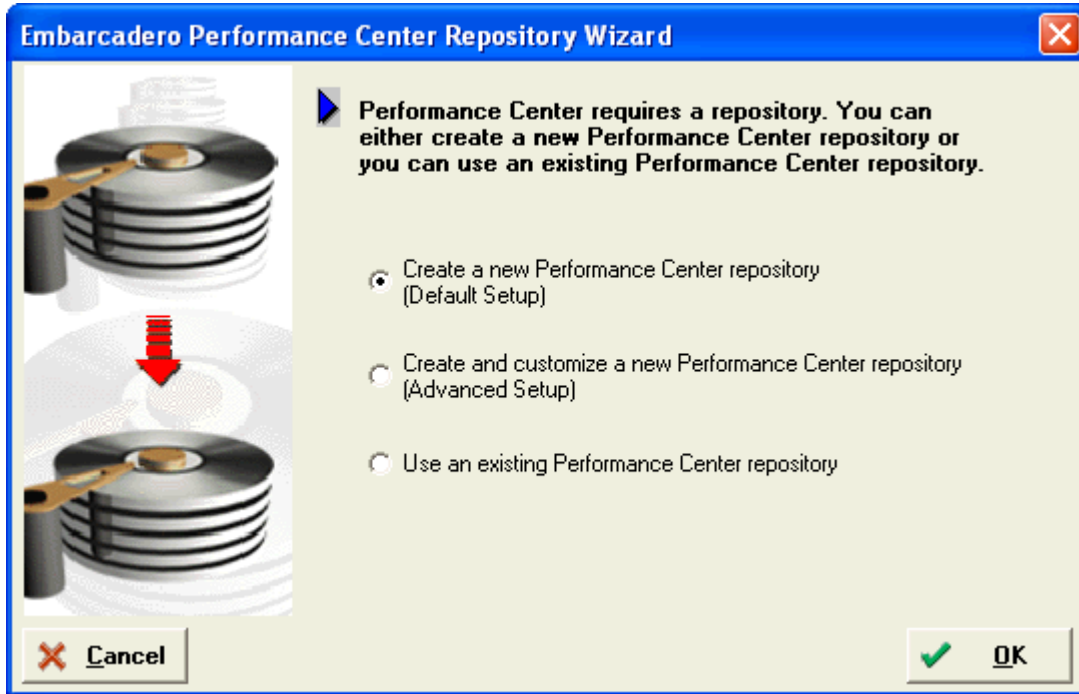 Embarcadero Performance Center Repository Wizard
Performance Center requires a repository. You can
either create a new Performance Center repository or
you can use an existing Performance Center repository.
Create a new Performance Center repository
(Default Setup)
Create and customize a new Performance Center repository
(Advanced Setup)
Use an existing Performance Center repository
Cancel
OK